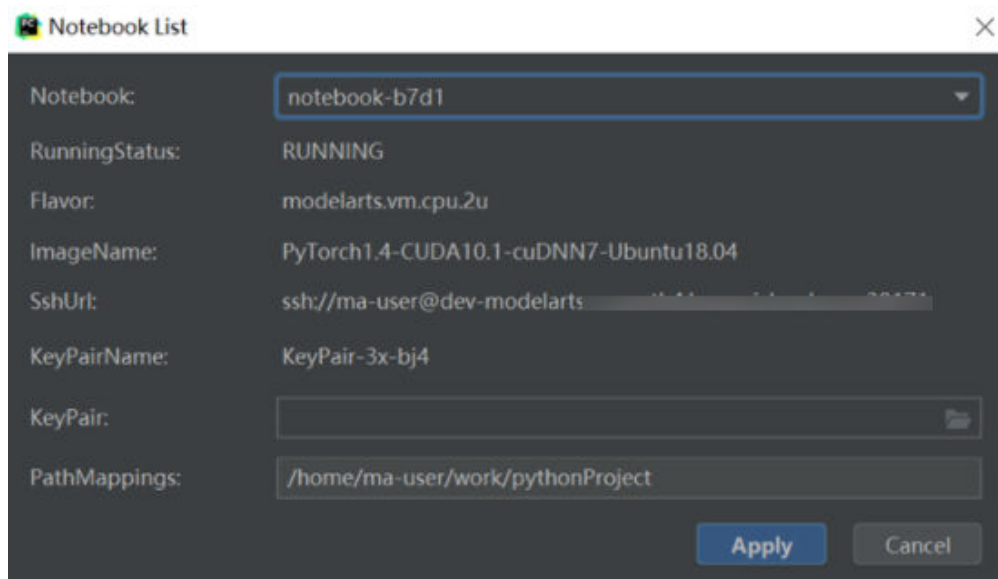 Notebook List
Notebook: notebook-b7d1
RunningStatus: RUNNING
Flavor: modelarts.vm.cpu.2u
ImageName: PyTorch1.4-CUDA10.1-cuDNN7-Ubuntu18.04
SshUrl: ssh://ma-user@dev-modelarts
KeyPairName: KeyPair-3x-bj4
KeyPair:
PathMappings: /home/ma-user/work/pythonProject
Apply Cancel